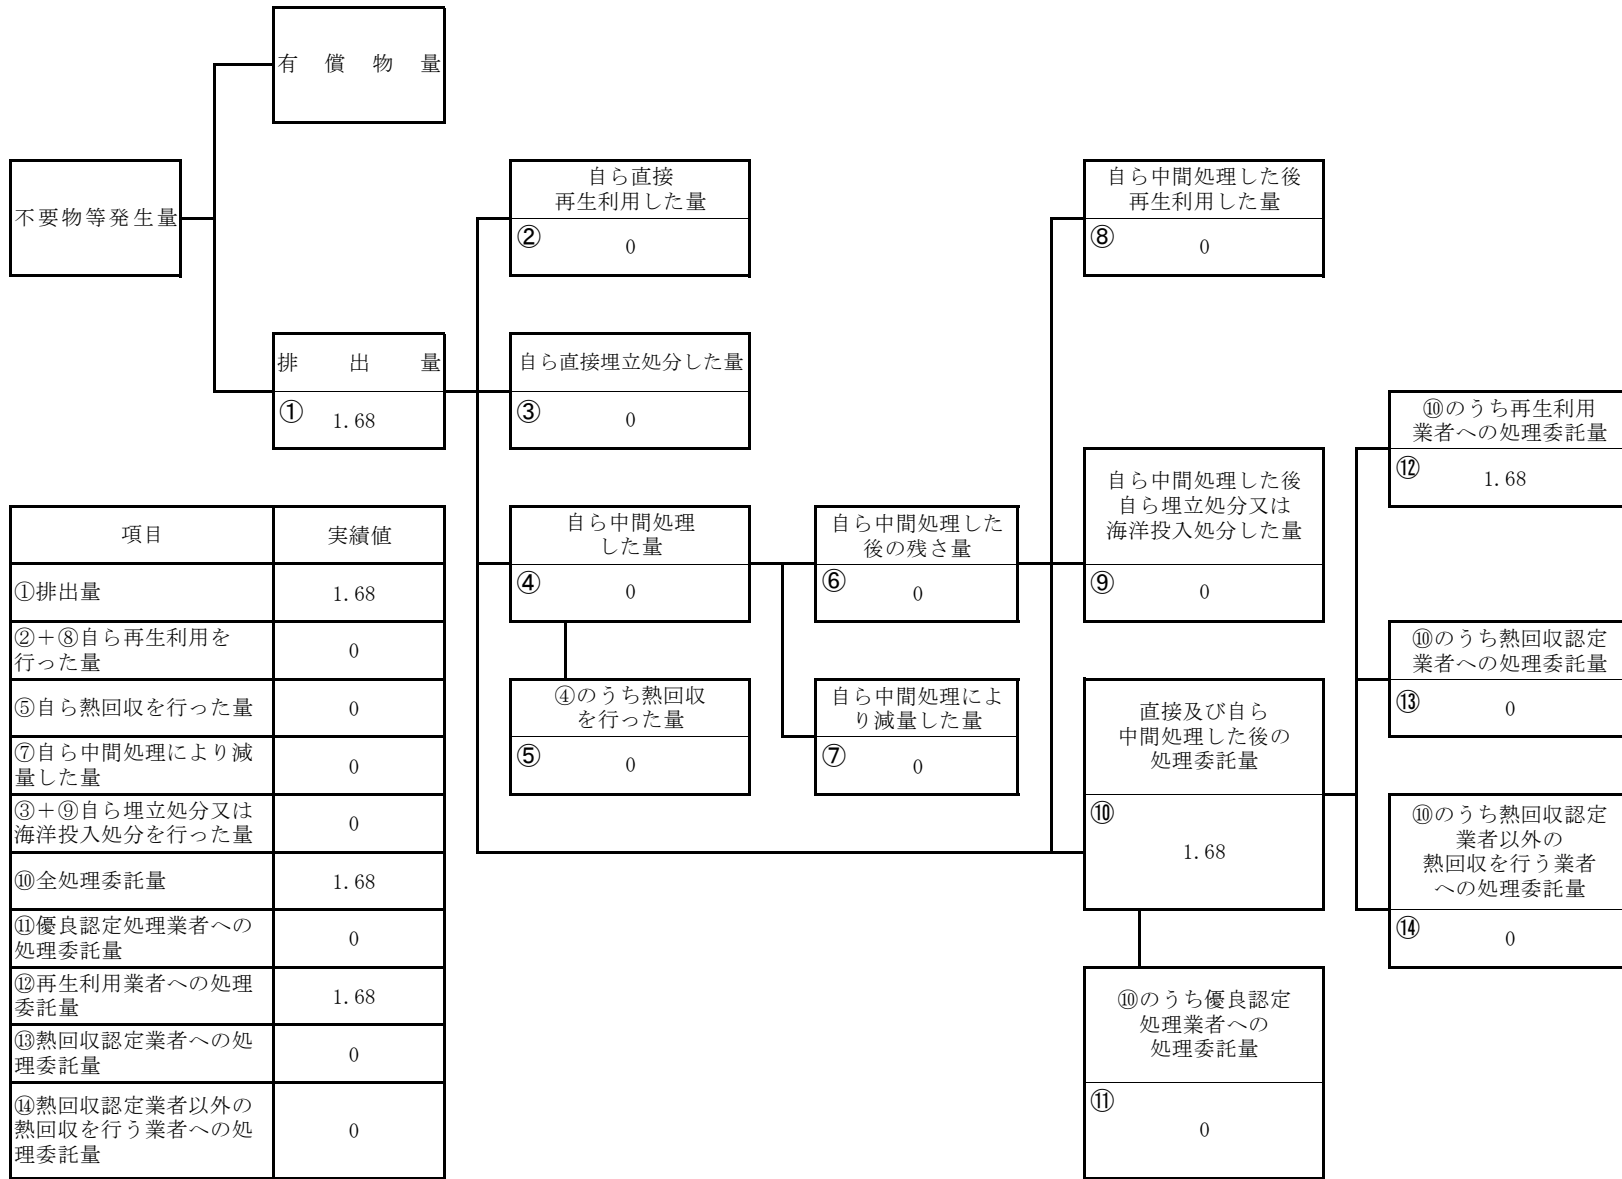 有償物量
不要物等発生量
排出量
① 1.68
自ら直接
再生利用した量
② 0
自ら直接埋立処分した量
③ 0
自ら中間処理
した量
④ 0
④のうち熱回収
を行った量
⑤ 0
自ら中間処理した
後の残さ量
⑥ 0
自ら中間処理によ
り減量した量
⑦ 0
自ら中間処理した後
再生利用した量
⑧ 0
自ら中間処理した後
自ら埋立処分又は
海洋投入処分した量
⑨ 0
直接及び自ら
中間処理した後の
処理委託量
⑩
1.68
⑩のうち優良認定
処理業者への
処理委託量
⑪
0
⑩のうち再生利用
業者への処理委託量
⑫ 1.68
⑩のうち熱回収認定
業者への処理委託量
⑬ 0
⑩のうち熱回収認定
業者以外の
熱回収を行う業者
への処理委託量
⑭ 0
項目 実績値
①排出量 1.68
②+⑧自ら再生利用を
行った量 0
⑤自ら熱回収を行った量 0
⑦自ら中間処理により減
量した量 0
③+⑨自ら埋立処分又は
海洋投入処分を行った量 0
⑩全処理委託量 1.68
⑪優良認定処理業者への
処理委託量 0
⑫再生利用業者への処理
委託量 1.68
⑬熱回収認定業者への処
理委託量 0
⑭熱回収認定業者以外の
熱回収を行う業者への処
理委託量 0